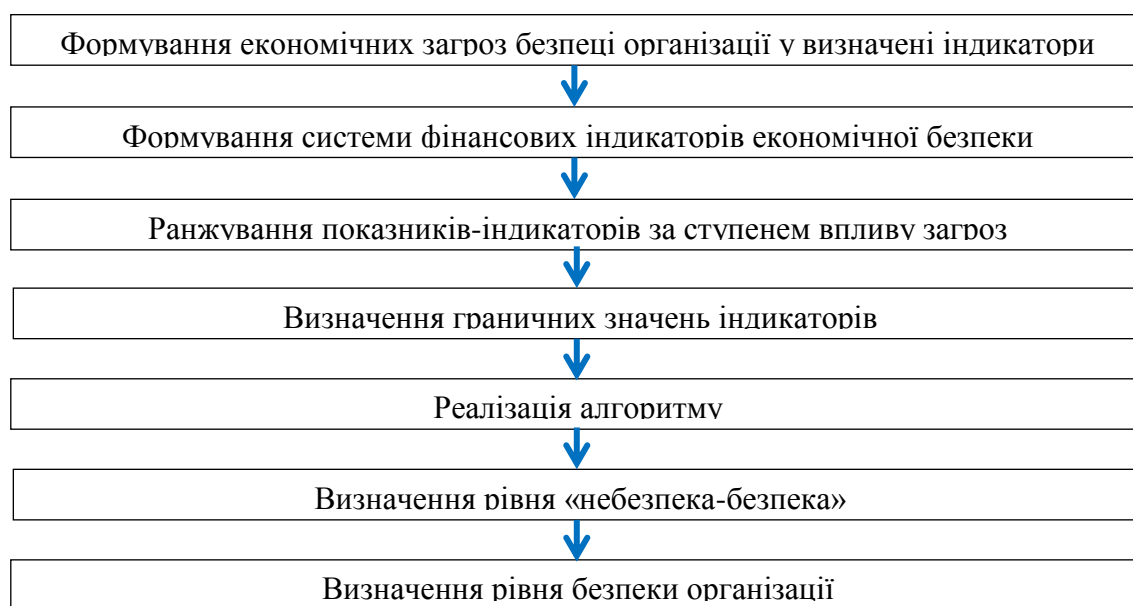 Формування економічних загроз безпеці організації у визначені індикатори
Формування системи фінансових індикаторів економічної безпеки
Ранжування показників-індикаторів за ступенем впливу загроз
Визначення граничних значень індикаторів
Реалізація алгоритму
Визначення рівня «небезпека-безпека»
Визначення рівня безпеки організації